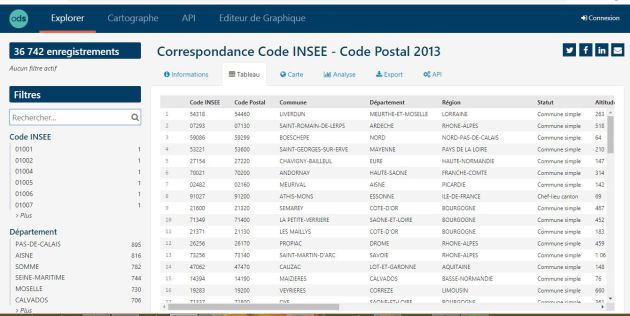 ods Explorer Cartographe API Editeur de Graphique Connexion
36 742 enregistrements
Aucun filtre actif
Filtres
Rechercher...
Code INSEE
01001 1
01002 1
01004 1
01005 1
01006 1
01007 1
> Plus
Département
PAS-DE-CALAIS 895
AISNE 816
SOMME 782
SEINE-MARITIME 744
MOSELLE 730
CALVADOS 706
> Plus
Correspondance Code INSEE - Code Postal 2013
Informations Tableau Carte Analyse Export API
Code INSEE Code Postal Commune Département Région Statut Altitude
1 54318 54460 LIVERDUN MEURTHE-ET-MOSELLE LORRAINE Commune simple 263
2 07293 07130 SAINT-ROMAIN-DE-LERPS ARDECHE RHONE-ALPES Commune simple 518
3 59086 59299 BOESCHEPE NORD NORD-PAS-DE-CALAIS Commune simple 64
4 53221 53600 SAINT-GEORGES-SUR-ERVE MAYENNE PAYS DE LA LOIRE Commune simple 210
5 27154 27220 CHAVIGNY-BAILLEUL EURE HAUTE-NORMANDIE Commune simple 147
6 70021 70200 ANDORNAY HAUTE-SAONE FRANCHE-COMTE Commune simple 314
7 02482 02160 MEURIVAL AISNE PICARDIE Commune simple 142
8 91027 91200 ATHIS-MONS ESSONNE ILE-DE-FRANCE Chef-lieu canton 69
9 21600 21320 SEMAREY COTE-D'OR BOURGOGNE Commune simple 487
10 71349 71400 LA PETITE-VERRIERE SAONE-ET-LOIRE BOURGOGNE Commune simple 452
11 21371 21130 LES MAILLYS COTE-D'OR BOURGOGNE Commune simple 183
12 26256 26170 PROPIAC DROME RHONE-ALPES Commune simple 459
13 73256 73140 SAINT-MARTIN-D'ARC SAVOIE RHONE-ALPES Commune simple 1 06
14 47062 47470 CAUZAC LOT-ET-GARONNE AQUITAINE Commune simple 148
15 14394 14190 MAIZIERES CALVADOS BASSE-NORMANDIE Commune simple 76
16 19283 19200 VEYRIERES CORREZE LIMOUSIN Commune simple 660
17 71337 71800 OYE SAONE-ET-LOIRE BOURGOGNE Commune simple